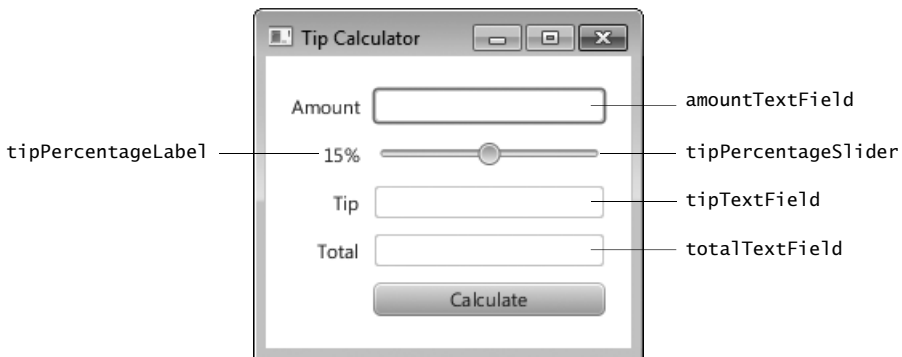 Tip Calculator
Amount
amountTextField
tipPercentageLabel
15%
tipPercentageSlider
Tip
tipTextField
Total
totalTextField
Calculate